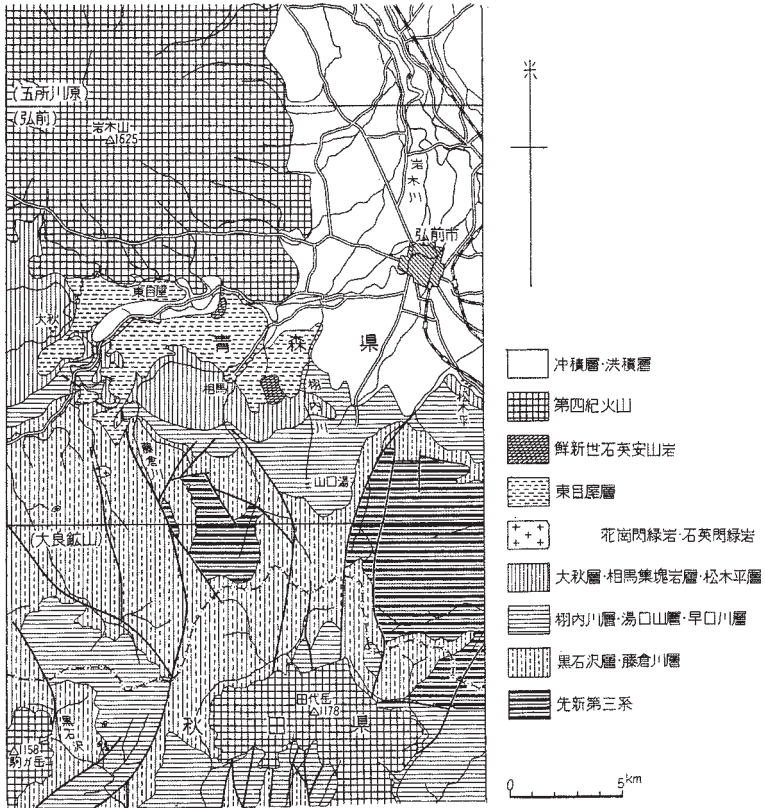 (五所川原)
(弘前)
岩木山
△1625
岩木川
弘前市
東目屋
大秋
青森県
相馬
栩内川
松木平
藤倉
山口湯
(大良鉱山)
田代岳
△1178
秋田県
黒石沢
△1158
駒ヶ岳
沖積層・洪積層
第四紀火山
鮮新世石英安山岩
東目屋層
花崗閃緑岩・石英閃緑岩
大秋層・相馬集塊岩層・松木平層
栩内川層・湯口山層・早口川層
黒石沢層・藤倉川層
先新第三系
0 5km